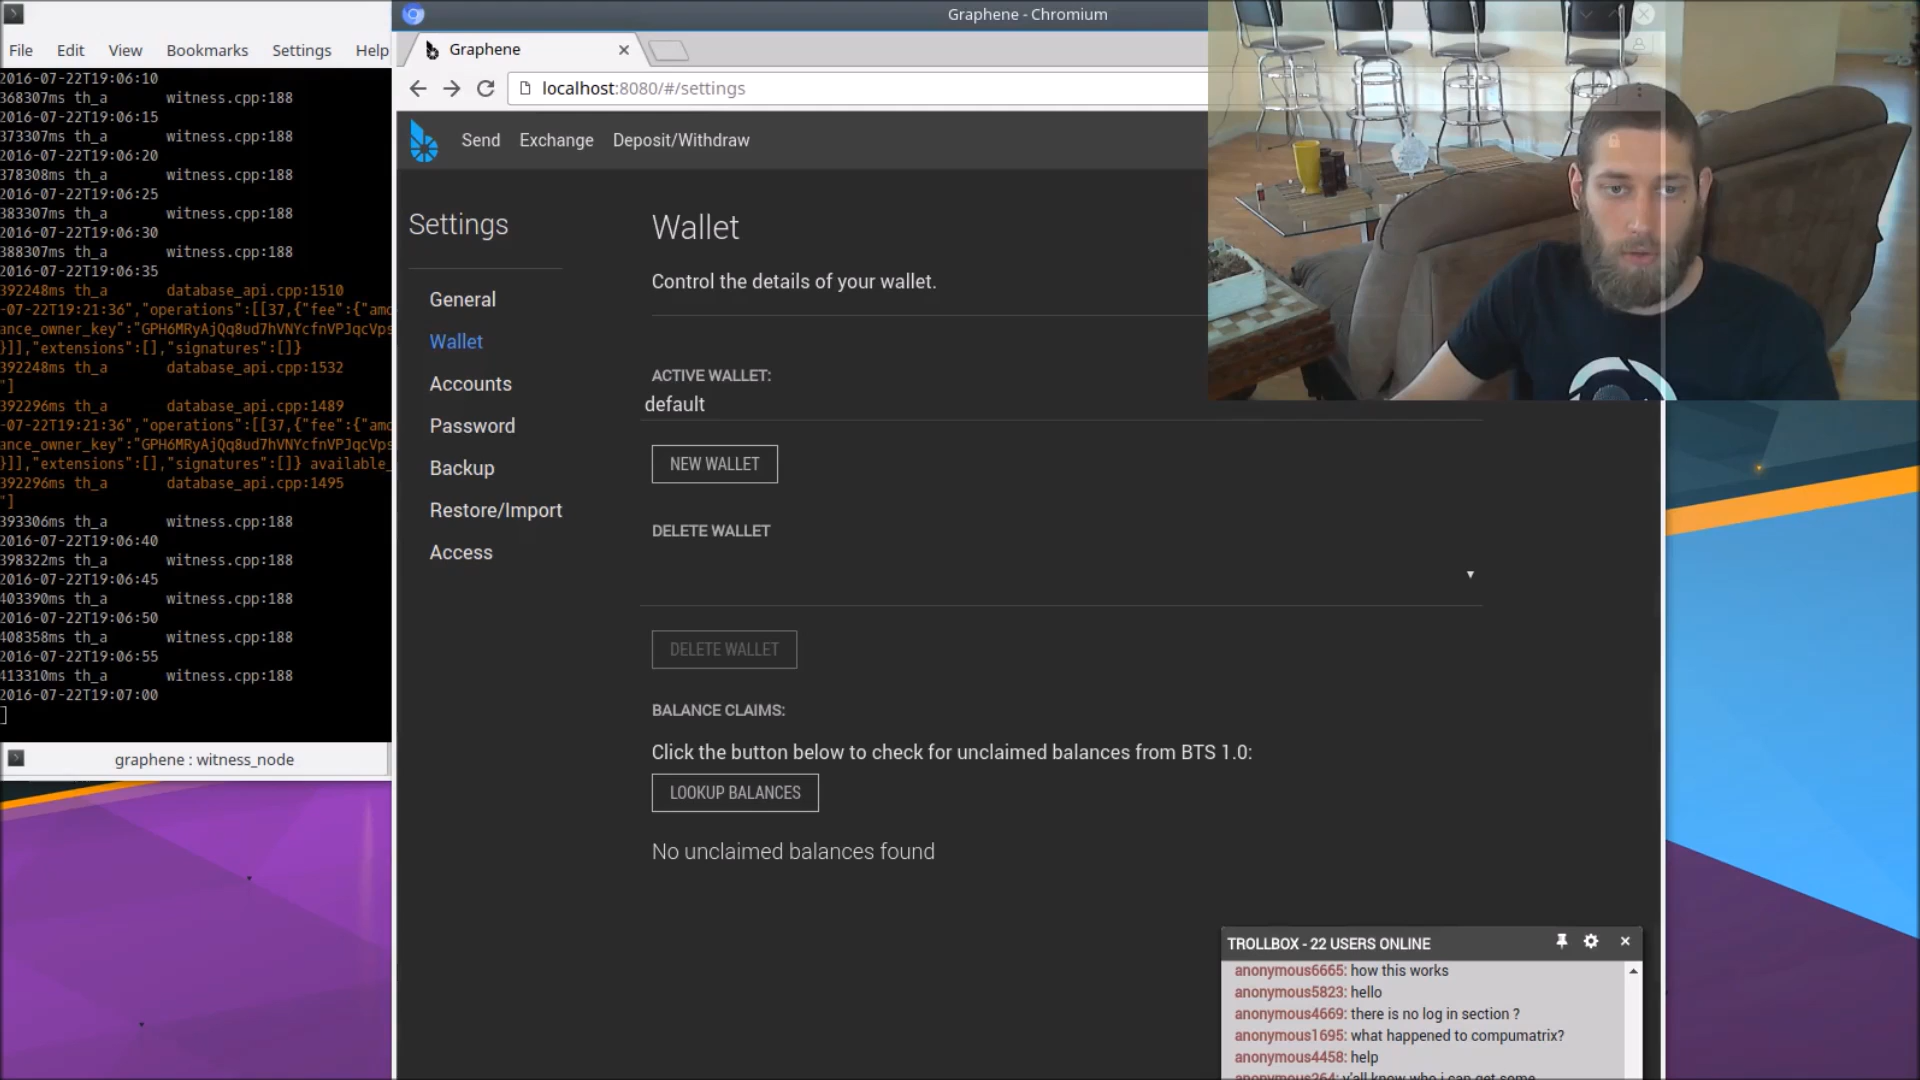 File Edit View Bookmarks Settings Help
2016-07-22T19:06:10
368307ms th_a witness.cpp:188
2016-07-22T19:06:15
373307ms th_a witness.cpp:188
2016-07-22T19:06:20
378308ms th_a witness.cpp:188
2016-07-22T19:06:25
383307ms th_a witness.cpp:188
2016-07-22T19:06:30
388307ms th_a witness.cpp:188
2016-07-22T19:06:35
392248ms th_a database_api.cpp:1510
-07-22T19:21:36","operations":[[37,{"fee":{"amo
ance_owner_key":"GPH6MRyAjQq8ud7hVNYcfnVPJqcVps
}]],"extensions":[],"signatures":[]}
392248ms th_a database_api.cpp:1532
"]
392296ms th_a database_api.cpp:1489
-07-22T19:21:36","operations":[[37,{"fee":{"amo
ance_owner_key":"GPH6MRyAjQq8ud7hVNYcfnVPJqcVps
}]],"extensions":[],"signatures":[]} available_
392296ms th_a database_api.cpp:1495
"]
393306ms th_a witness.cpp:188
2016-07-22T19:06:40
398322ms th_a witness.cpp:188
2016-07-22T19:06:45
403390ms th_a witness.cpp:188
2016-07-22T19:06:50
408358ms th_a witness.cpp:188
2016-07-22T19:06:55
413310ms th_a witness.cpp:188
2016-07-22T19:07:00
graphene : witness_node
Graphene - Chromium
Graphene
localhost:8080/#/settings
Send Exchange Deposit/Withdraw
Settings
General
Wallet
Accounts
Password
Backup
Restore/Import
Access
Wallet
Control the details of your wallet.
ACTIVE WALLET:
default
NEW WALLET
DELETE WALLET
DELETE WALLET
BALANCE CLAIMS:
Click the button below to check for unclaimed balances from BTS 1.0:
LOOKUP BALANCES
No unclaimed balances found
TROLLBOX - 22 USERS ONLINE
anonymous6665: how this works
anonymous5823: hello
anonymous4669: there is no log in section ?
anonymous1695: what happened to compumatrix?
anonymous4458: help
anonymous264: y'all know who i can get some